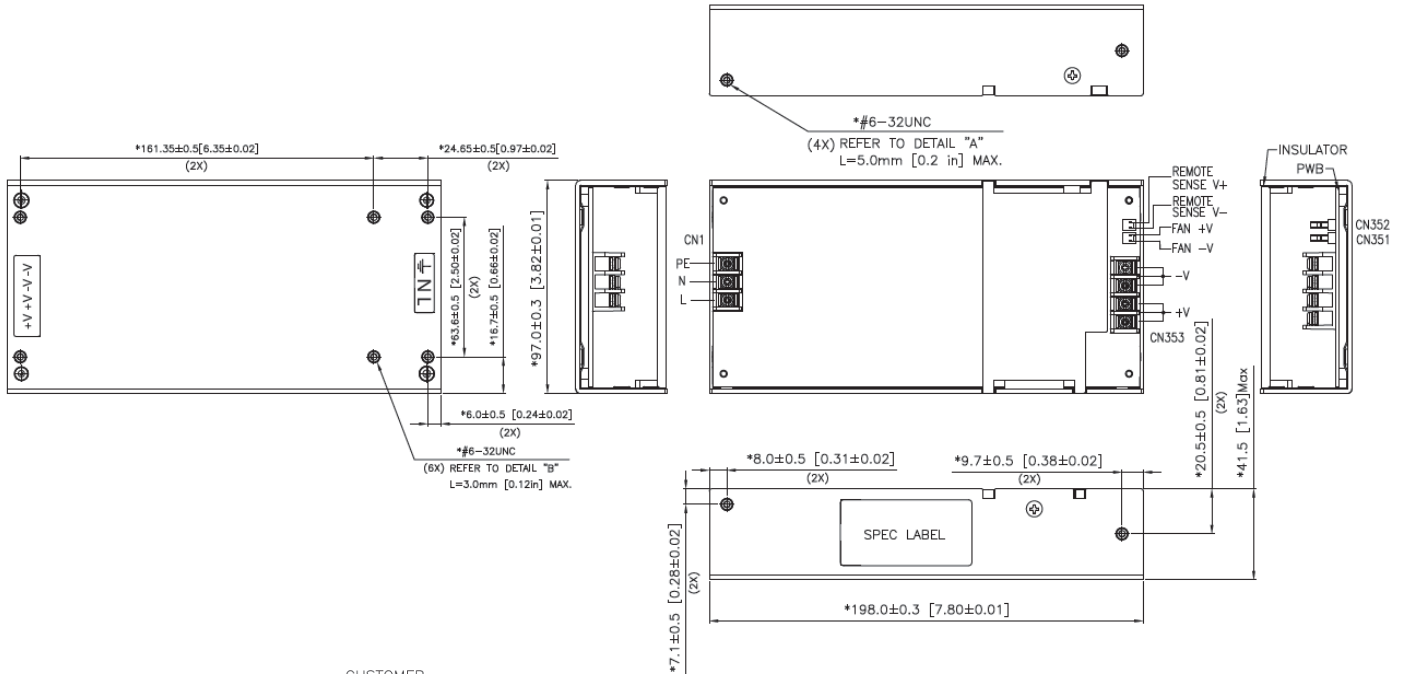 *#6-32UNC
(4X) REFER TO DETAIL "A"
L=5.0mm [0.2 in] MAX.
*161.35±0.5[6.35±0.02]
(2X)
*24.65±0.5[0.97±0.02]
(2X)
+V +V -V -V
N L
*63.6±0.5 [2.50±0.02]
(2X)
*16.7±0.5 [0.66±0.02]
*97.0±0.3 [3.82±0.01]
*6.0±0.5 [0.24±0.02]
(2X)
*#6-32UNC
(6X) REFER TO DETAIL "B"
L=3.0mm [0.12in] MAX.
CN1
PE
N
L
REMOTE
SENSE V+
REMOTE
SENSE V-
FAN +V
FAN -V
-V
+V
CN353
INSULATOR
PWB
CN352
CN351
*20.5±0.5 [0.81±0.02]
(2X)
*41.5 [1.63]Max
*8.0±0.5 [0.31±0.02]
(2X)
*9.7±0.5 [0.38±0.02]
(2X)
SPEC LABEL
*7.1±0.5 [0.28±0.02]
(2X)
*198.0±0.3 [7.80±0.01]
CUSTOMER